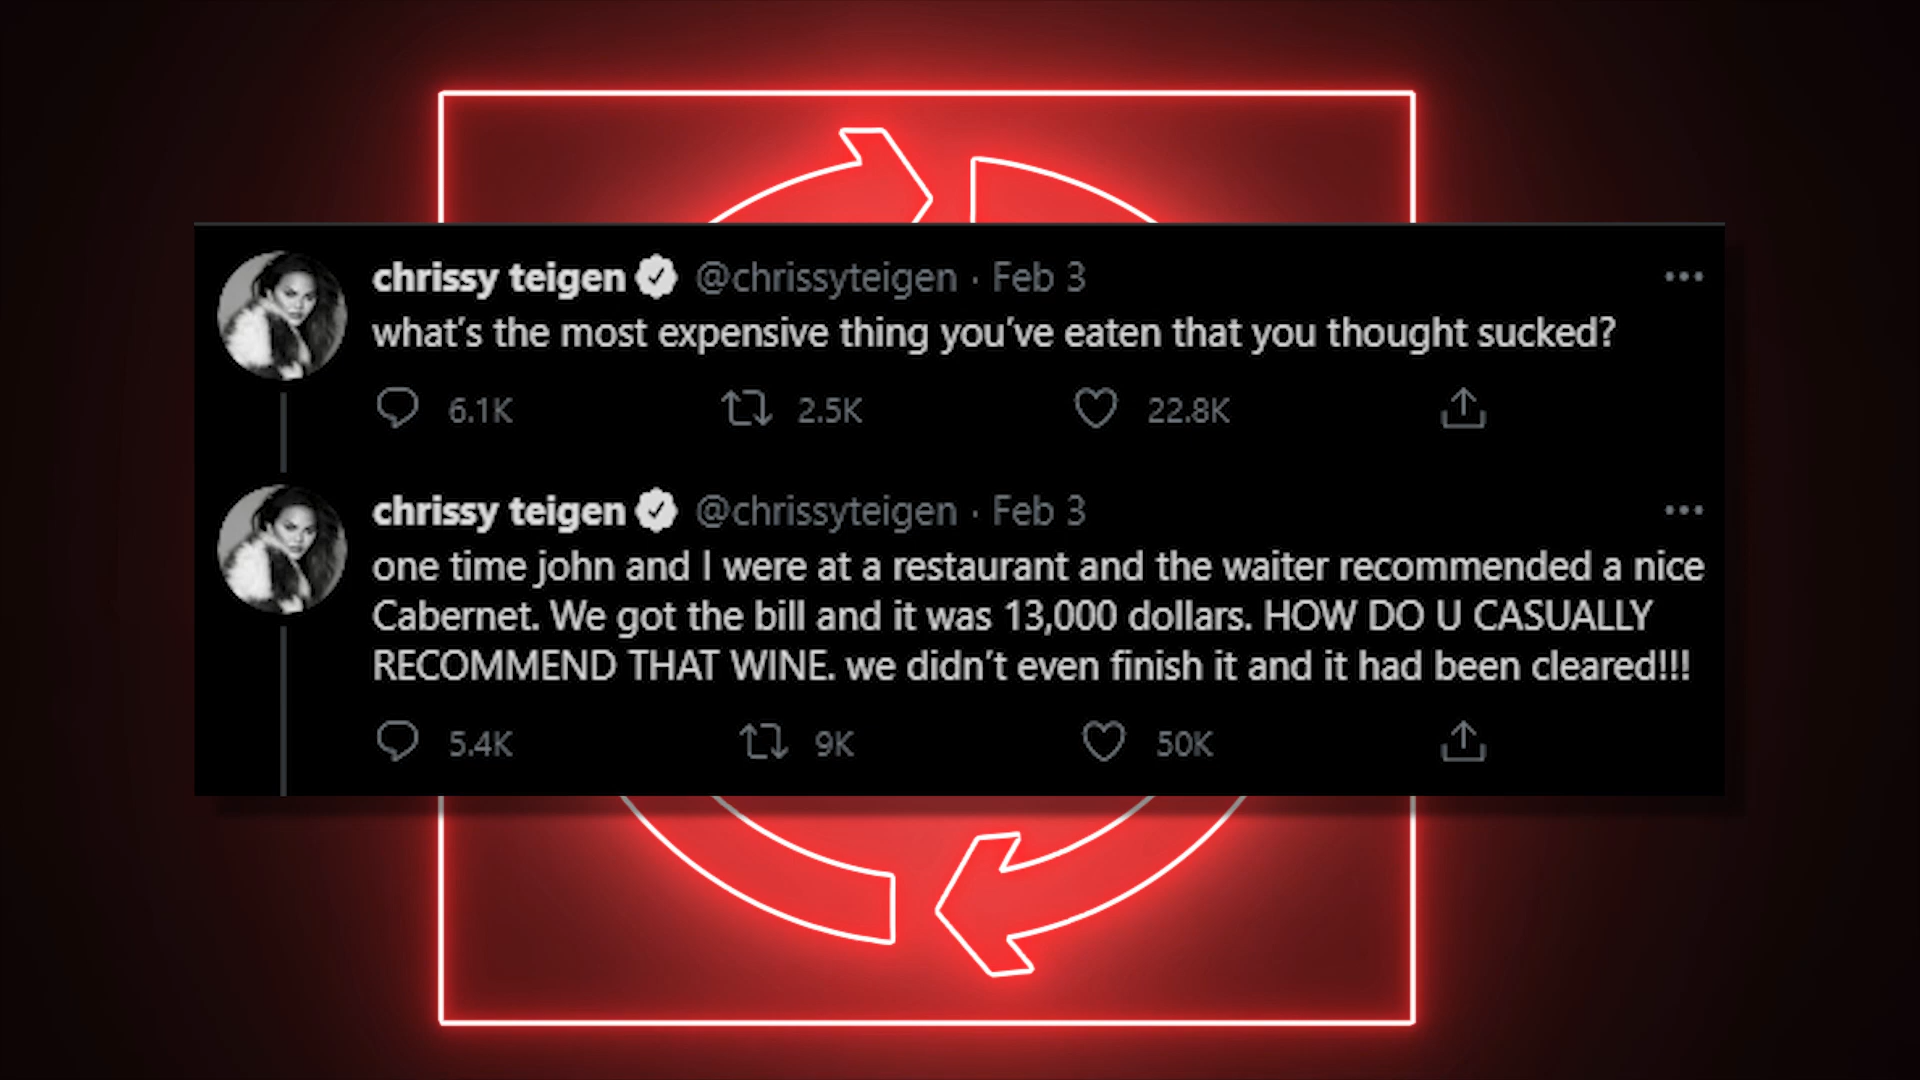 chrissy teigen @chrissyteigen · Feb 3
what's the most expensive thing you've eaten that you thought sucked?
6.1K 2.5K 22.8K
chrissy teigen @chrissyteigen · Feb 3
one time john and I were at a restaurant and the waiter recommended a nice
Cabernet. We got the bill and it was 13,000 dollars. HOW DO U CASUALLY
RECOMMEND THAT WINE. we didn't even finish it and it had been cleared!!!
5.4K 9K 50K